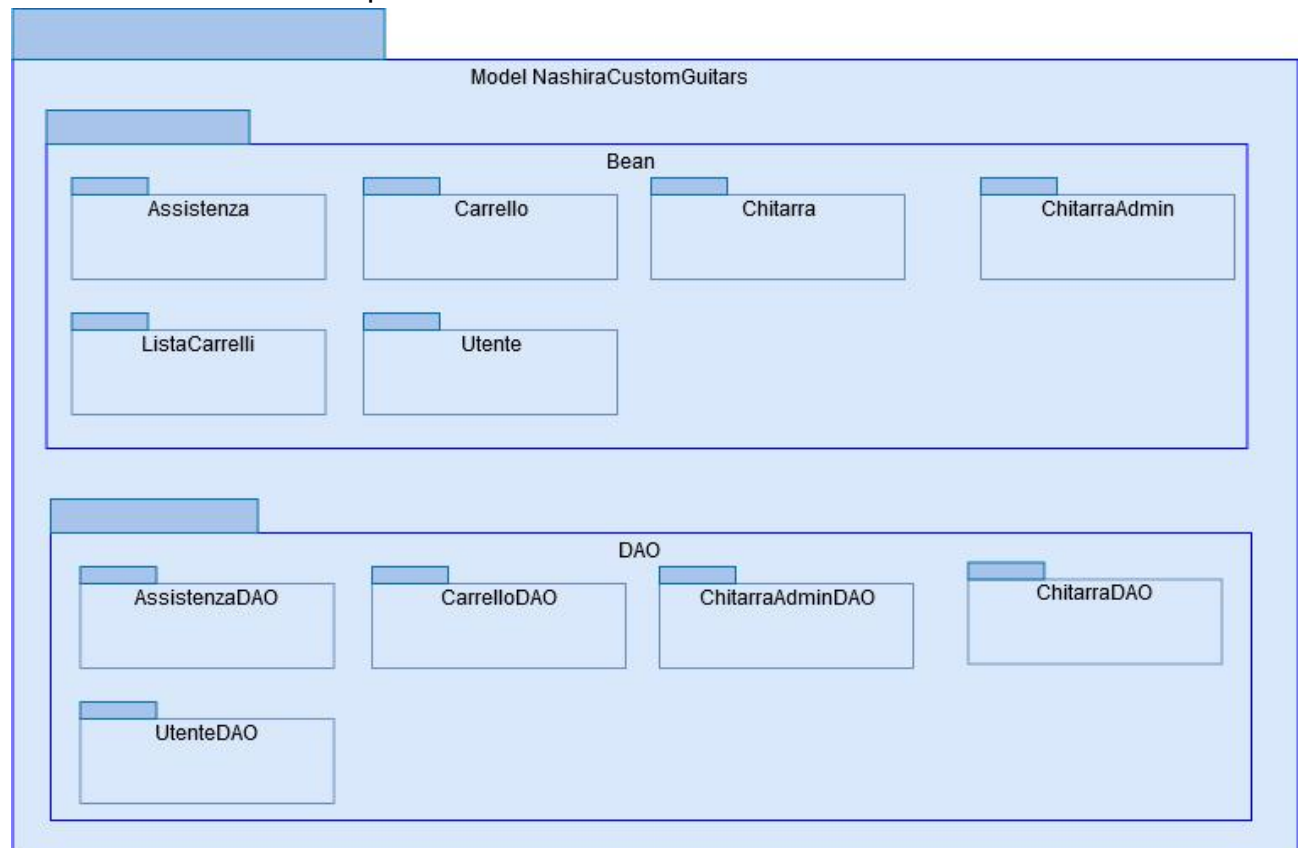 Model NashiraCustomGuitars
Bean
Assistenza
Carrello
Chitarra
ChitarraAdmin
ListaCarrelli
Utente
DAO
AssistenzaDAO
CarrelloDAO
ChitarraAdminDAO
ChitarraDAO
UtenteDAO